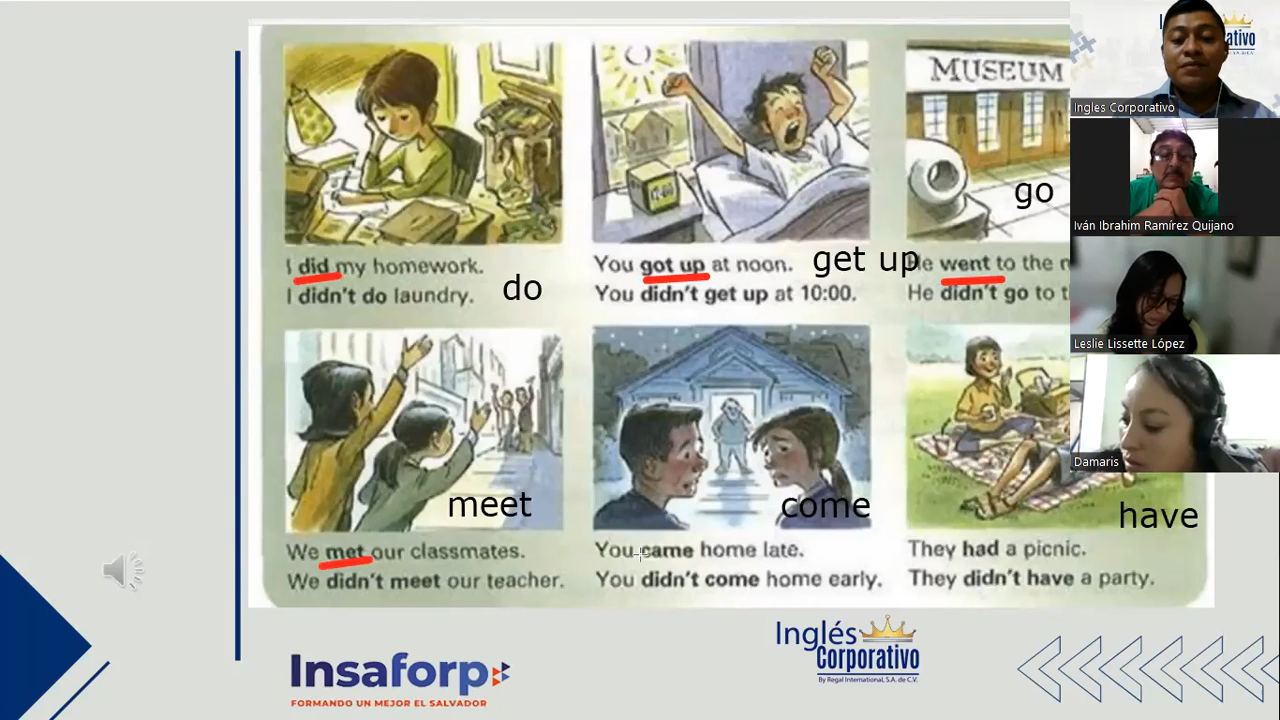 MUSEUM
go
I did my homework.
I didn't do laundry.
do
You got up at noon.
You didn't get up at 10:00.
get up
He went to the
He didn't go to
meet
We met our classmates.
We didn't meet our teacher.
come
You came home late.
You didn't come home early.
have
They had a picnic.
They didn't have a party.
Insaforp
FORMANDO UN MEJOR EL SALVADOR
Inglés
Corporativo
By Regal International, S.A. de C.V.
Ingles Corporativo
Iván Ibrahim Ramírez Quijano
Leslie Lissette López
Damaris